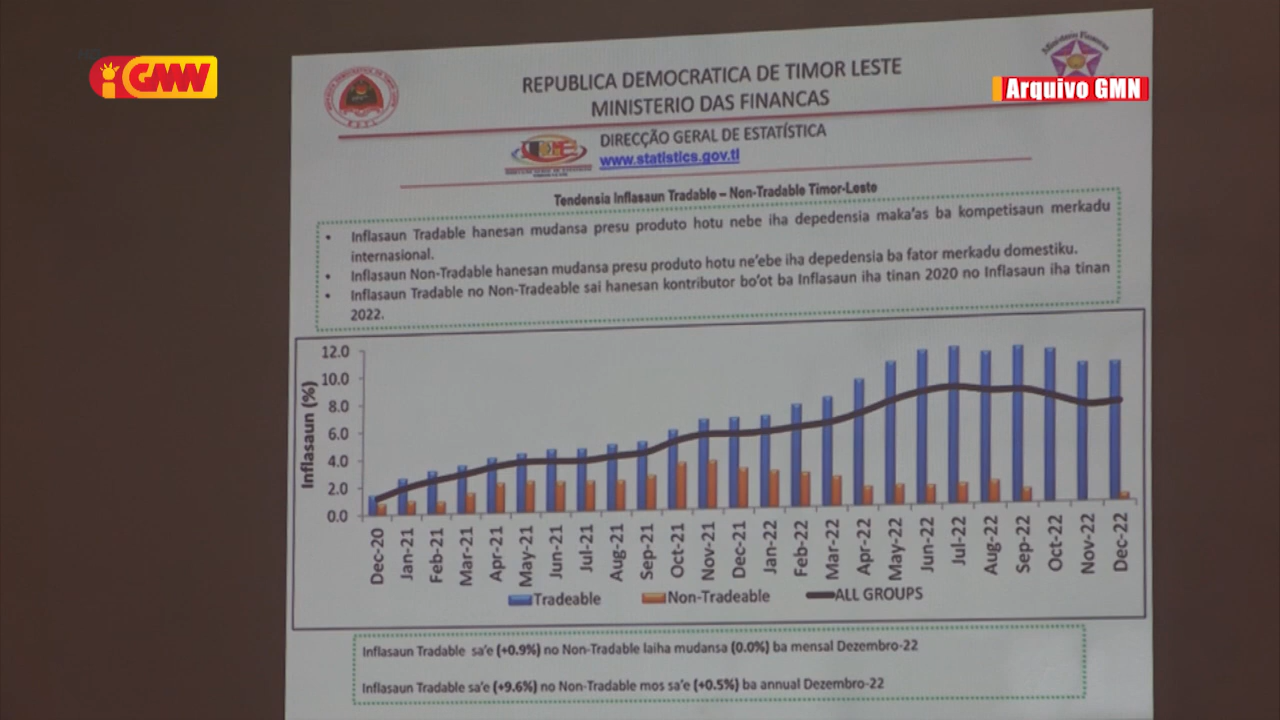 GMN
Arquivo GMN
REPUBLICA DEMOCRATICA DE TIMOR LESTE
MINISTERIO DAS FINANCAS
DIRECÇÃO GERAL DE ESTATÍSTICA
www.statistics.gov.tl
Tendensia Inflasaun Tradable – Non-Tradable Timor-Leste
• Inflasaun Tradable hanesan mudansa presu produto hotu nebe iha depedensia maka'as ba kompetisaun merkadu
internasional.
• Inflasaun Non-Tradable hanesan mudansa presu produto hotu ne'ebe iha depedensia ba fator merkadu domestiku.
• Inflasaun Tradable no Non-Tradeable sai hanesan kontributor bo'ot ba Inflasaun iha tinan 2020 no Inflasaun iha tinan
2022.
Inflasaun (%)
12.0
10.0
8.0
6.0
4.0
2.0
0.0
Dec-20 Jan-21 Feb-21 Mar-21 Apr-21 May-21 Jun-21 Jul-21 Aug-21 Sep-21 Oct-21 Nov-21 Dec-21 Jan-22 Feb-22 Mar-22 Apr-22 May-22 Jun-22 Jul-22 Aug-22 Sep-22 Oct-22 Nov-22 Dec-22
Tradeable Non-Tradeable ALL GROUPS
Inflasaun Tradable sa'e (+0.9%) no Non-Tradable laiha mudansa (0.0%) ba mensal Dezembro-22
Inflasaun Tradable sa'e (+9.6%) no Non-Tradable mos sa'e (+0.5%) ba annual Dezembro-22